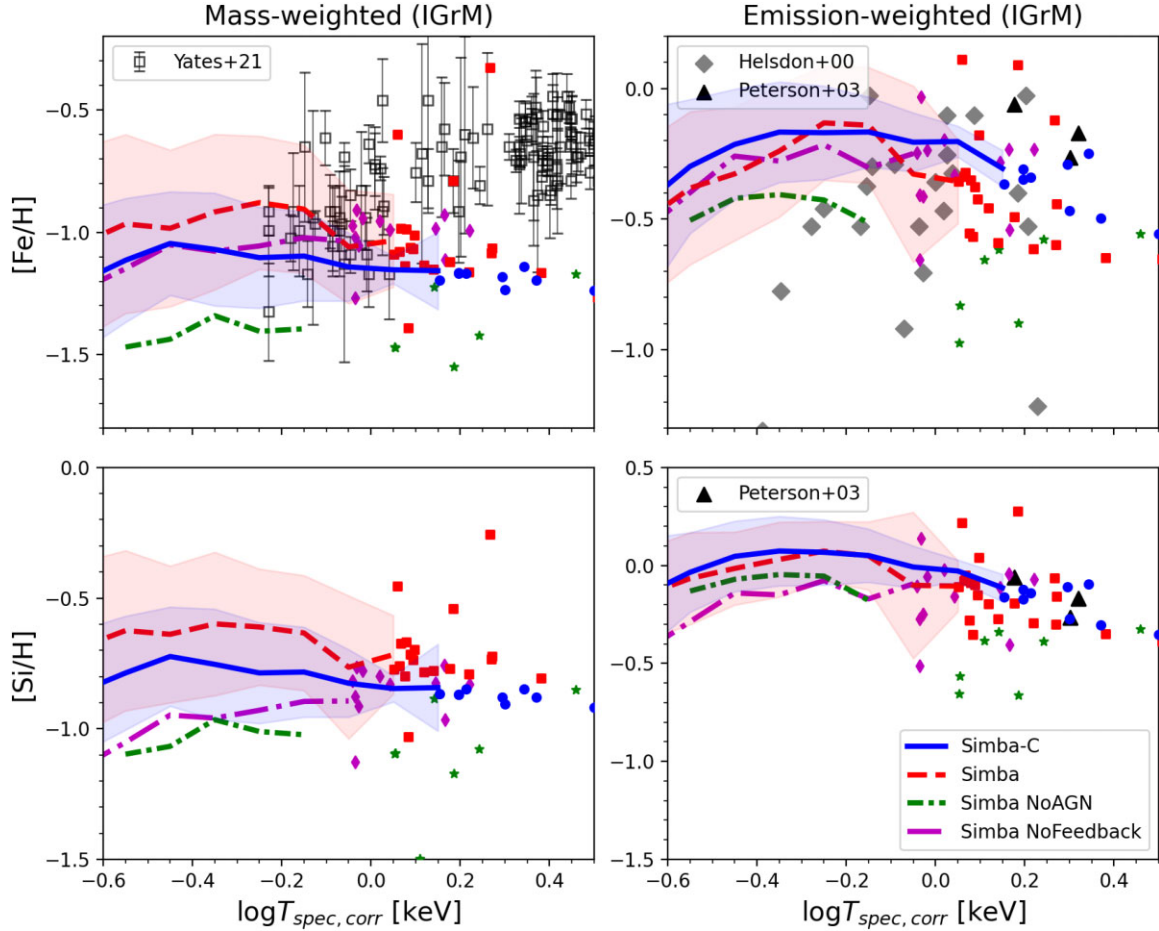 Mass-weighted (IGrM)
Emission-weighted (IGrM)
Yates+21
Helsdon+00
Peterson+03
[Fe/H]
−0.5
−1.0
−1.5
0.0
−0.5
−1.0
Peterson+03
[Si/H]
0.0
−0.5
−1.0
−1.5
0.5
0.0
−0.5
−1.0
−1.5
Simba-C
Simba
Simba NoAGN
Simba NoFeedback
−0.6 −0.4 −0.2 0.0 0.2 0.4
−0.6 −0.4 −0.2 0.0 0.2 0.4
logT_{spec,corr} [keV]
logT_{spec,corr} [keV]